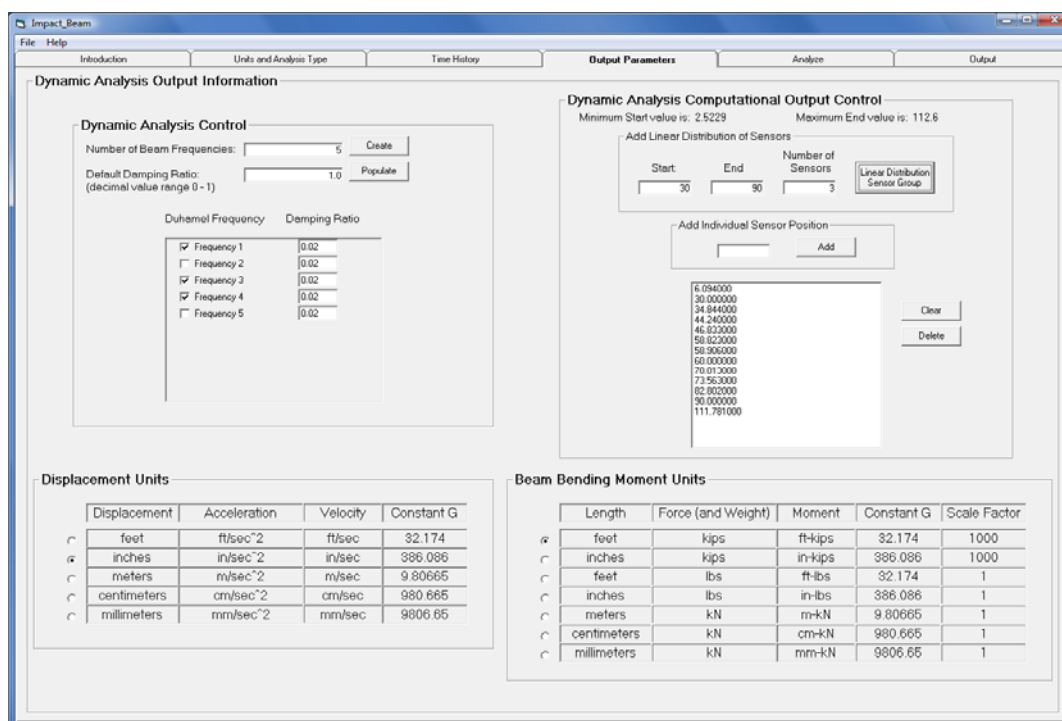 Impact_Beam
File Help
Introduction Units and Analysis Type Time History Output Parameters Analyze Output
Dynamic Analysis Output Information
Dynamic Analysis Control
Number of Beam Frequencies: 5 Create
Default Damping Ratio: 1.0 Populate
(decimal value range 0 - 1)
Duhamel Frequency Damping Ratio
Frequency 1 0.02
Frequency 2 0.02
Frequency 3 0.02
Frequency 4 0.02
Frequency 5 0.02
Dynamic Analysis Computational Output Control
Minimum Start value is: 2.5229 Maximum End value is: 112.6
Add Linear Distribution of Sensors
Start End Number of Sensors
30 90 3
Linear Distribution
Sensor Group
Add Individual Sensor Position
Add
6.094000
30.000000
34.844000
44.240000
46.833000
58.823000
58.906000
60.000000
70.013000
73.563000
82.802000
90.000000
111.781000
Clear
Delete
Displacement Units
Displacement Acceleration Velocity Constant G
feet ft/sec^2 ft/sec 32.174
inches in/sec^2 in/sec 386.086
meters m/sec^2 m/sec 9.80665
centimeters cm/sec^2 cm/sec 980.665
millimeters mm/sec^2 mm/sec 9806.65
Beam Bending Moment Units
Length Force (and Weight) Moment Constant G Scale Factor
feet kips ft-kips 32.174 1000
inches kips in-kips 386.086 1000
feet lbs ft-lbs 32.174 1
inches lbs in-lbs 386.086 1
meters kN m-kN 9.80665 1
centimeters kN cm-kN 980.665 1
millimeters kN mm-kN 9806.65 1